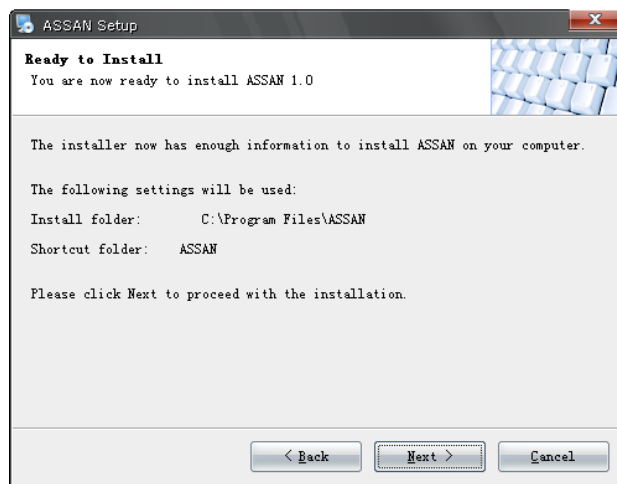 ASSAN Setup
Ready to Install
You are now ready to install ASSAN 1.0
The installer now has enough information to install ASSAN on your computer.
The following settings will be used:
Install folder: C:\Program Files\ASSAN
Shortcut folder: ASSAN
Please click Next to proceed with the installation.
< Back Next > Cancel